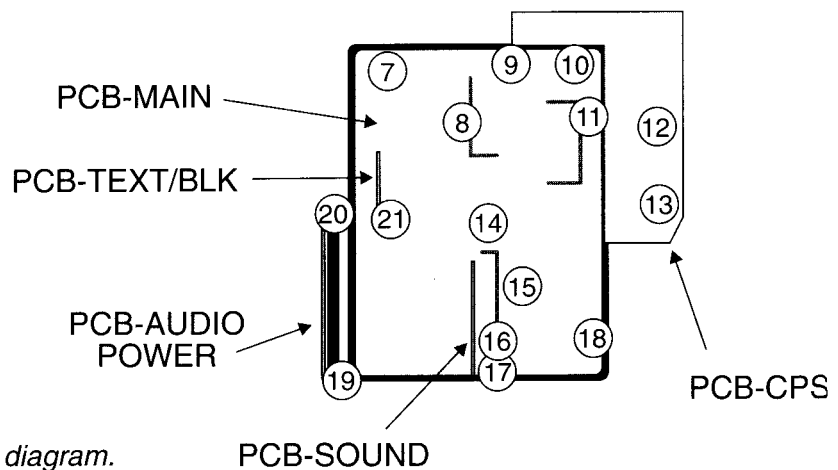 7
9
10
PCB-MAIN
8
11
12
PCB-TEXT/BLK
13
20
21
14
15
PCB-AUDIO
POWER
16
18
17
19
PCB-CPS
diagram.
PCB-SOUND